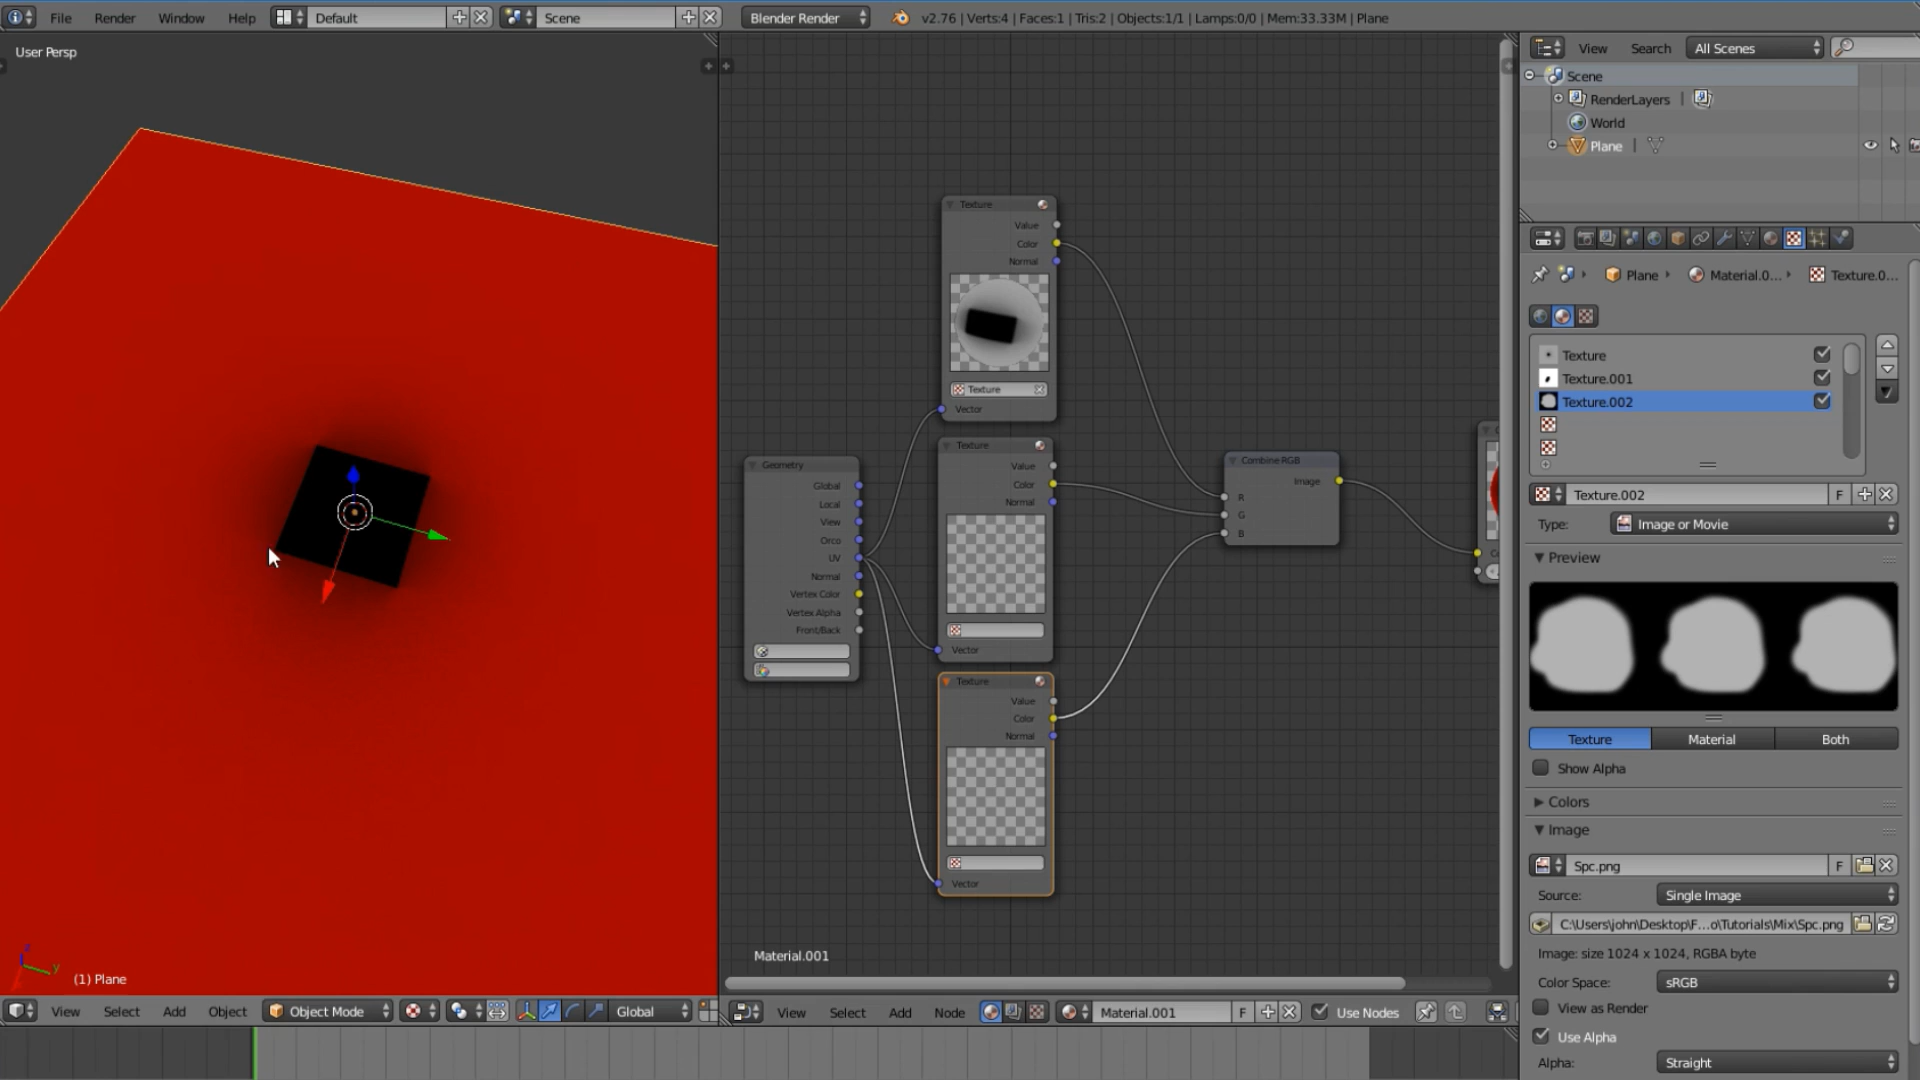 File Render Window Help Default Scene Blender Render v2.76 | Verts:4 | Faces:1 | Tris:2 | Objects:1/1 | Lamps:0/0 | Mem:33.33M | Plane
User Persp
View Search All Scenes
Scene
RenderLayers
World
Plane
Texture
Value
Color
Normal
Texture
Vector
Texture
Value
Color
Normal
Vector
Texture
Value
Color
Normal
Vector
Geometry
Global
Local
View
Orco
UV
Normal
Vertex Color
Vertex Alpha
Front/Back
Combine RGB
Image
R
G
B
Plane Material.0... Texture.0...
Texture
Texture.001
Texture.002
Texture.002 F
Type: Image or Movie
Preview
Texture Material Both
Show Alpha
Colors
Image
Spc.png F
Source: Single Image
C:\Users\john\Desktop\F...o\Tutorials\Mix\Spc.png
Image: size 1024 x 1024, RGBA byte
Color Space: sRGB
View as Render
Use Alpha
Alpha: Straight
Material.001
(1) Plane
View Select Add Object Object Mode Global
View Select Add Node Material.001 F Use Nodes